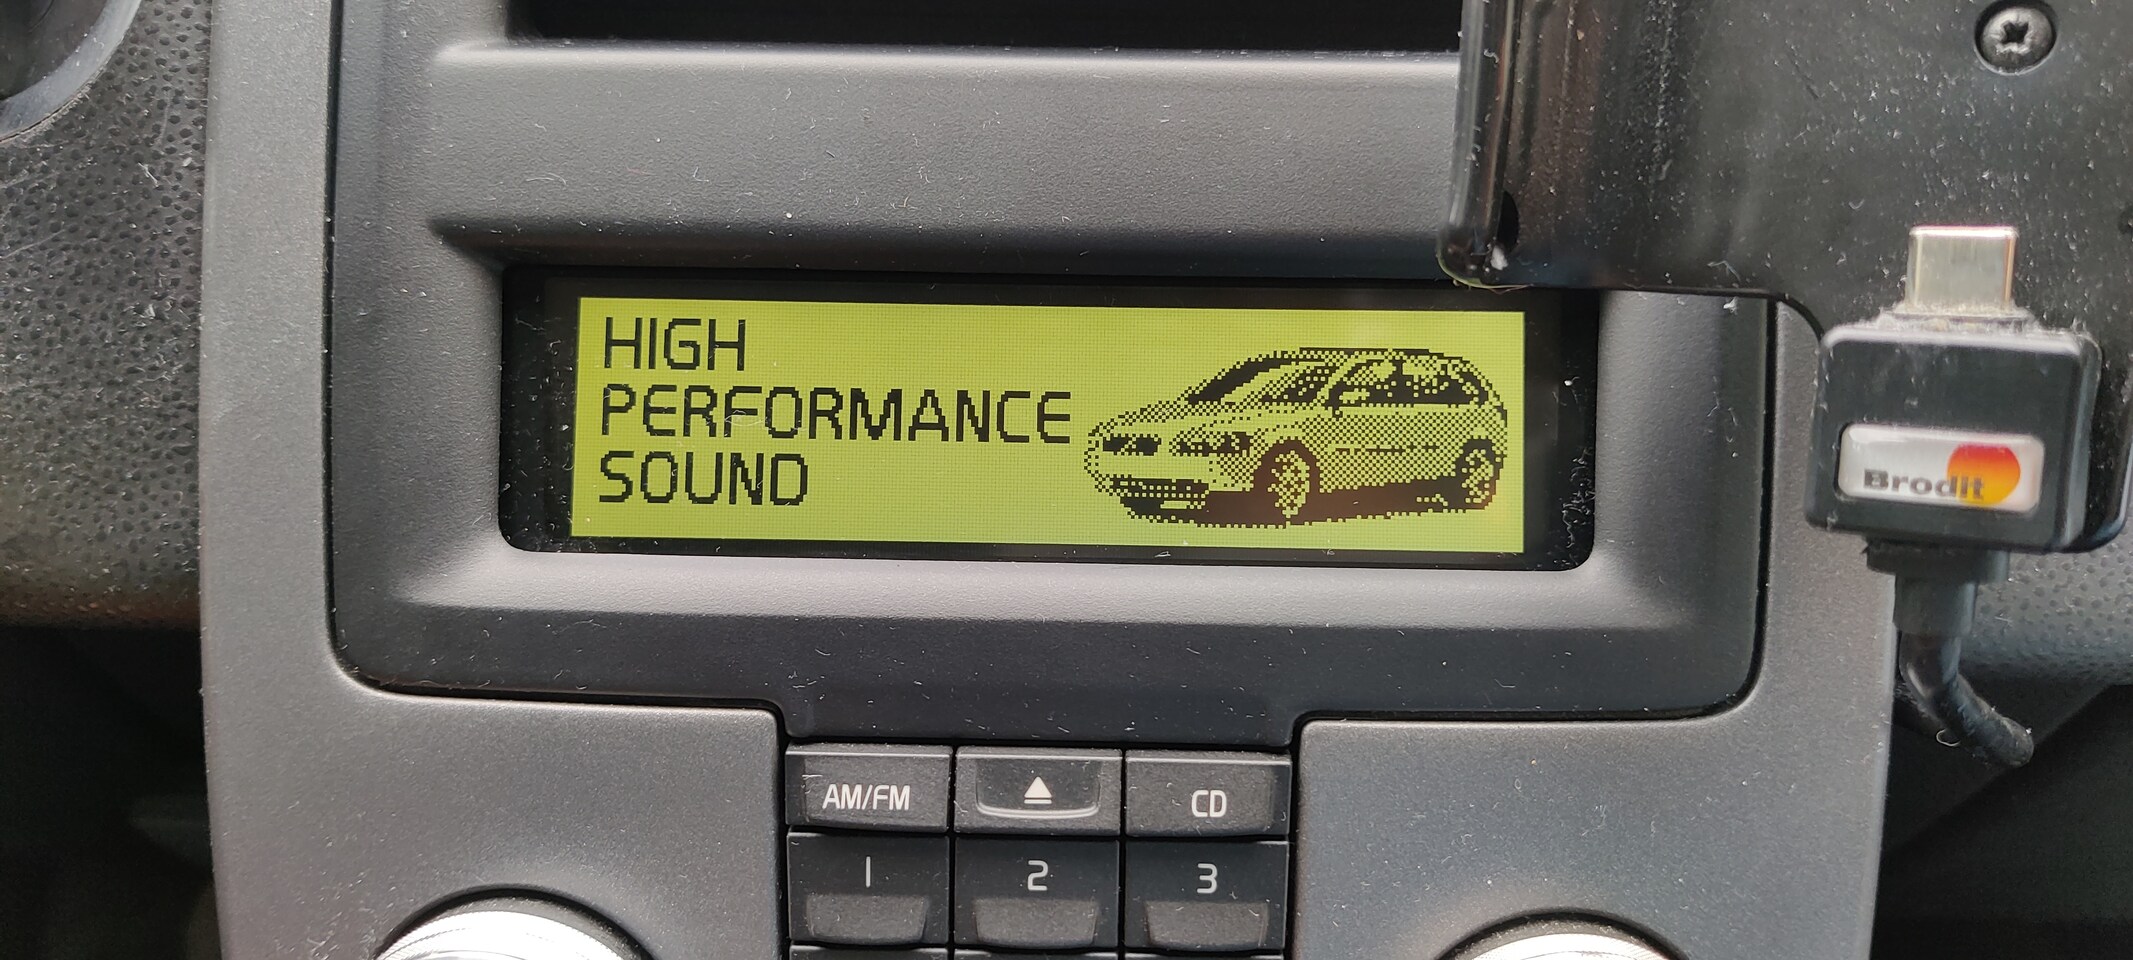 HIGH
PERFORMANCE
SOUND
Brodit
AM/FM
CD
1
2
3